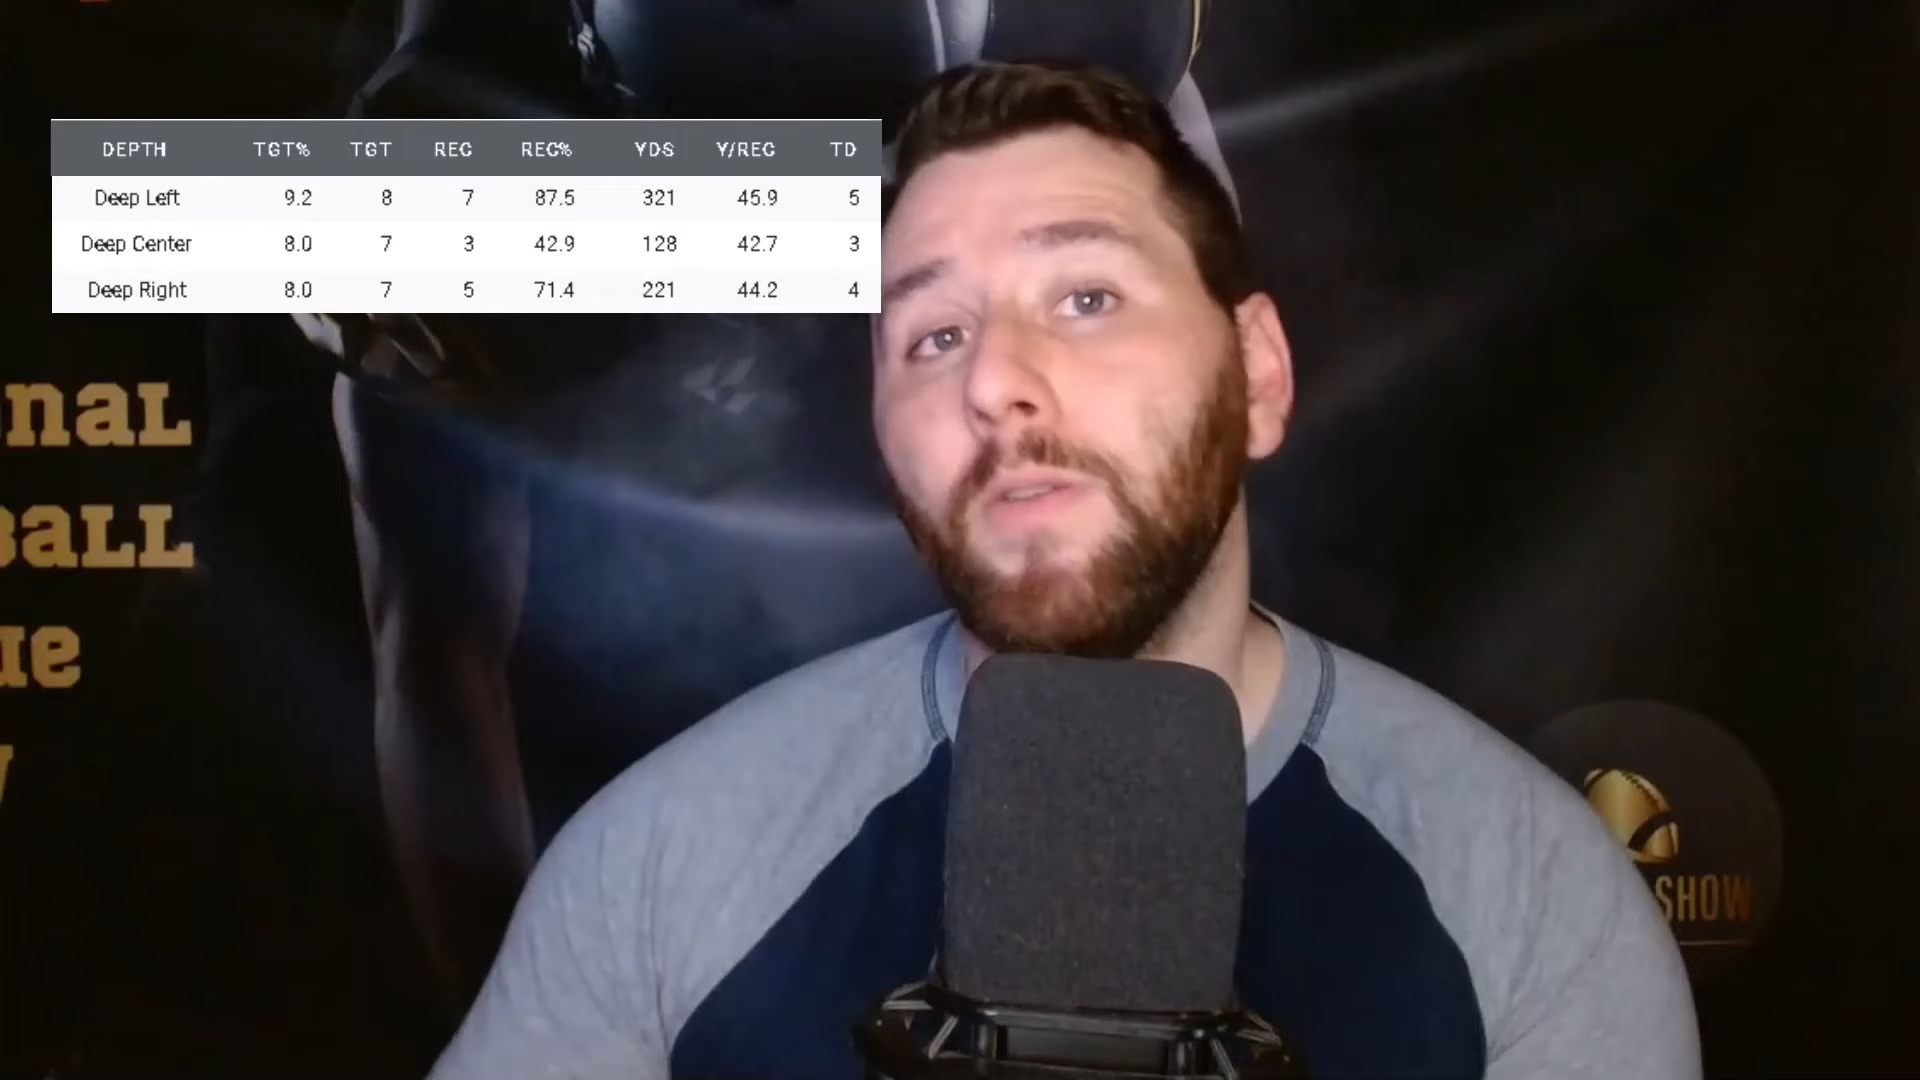 DEPTH TGT% TGT REC REC% YDS Y/REC TD
Deep Left 9.2 8 7 87.5 321 45.9 5
Deep Center 8.0 7 3 42.9 128 42.7 3
Deep Right 8.0 7 5 71.4 221 44.2 4
onal
Ball
ue
y
SHOW